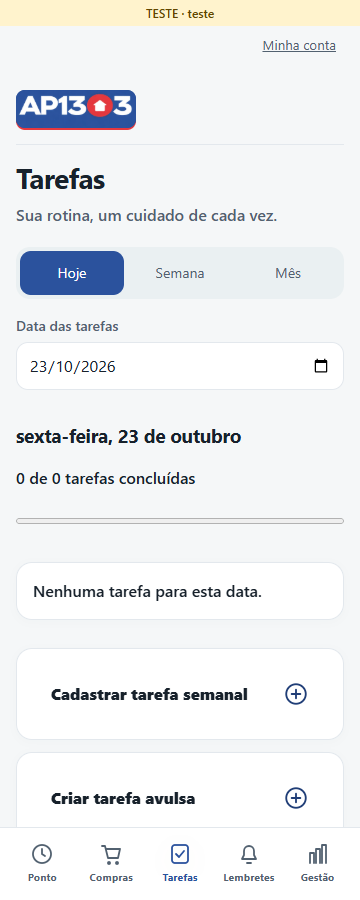 TESTE · teste
Minha conta
AP1303
Tarefas
Sua rotina, um cuidado de cada vez.
Hoje Semana Mês
Data das tarefas
23/10/2026
sexta-feira, 23 de outubro
0 de 0 tarefas concluídas
Nenhuma tarefa para esta data.
Cadastrar tarefa semanal
Criar tarefa avulsa
Ponto Compras Tarefas Lembretes Gestão